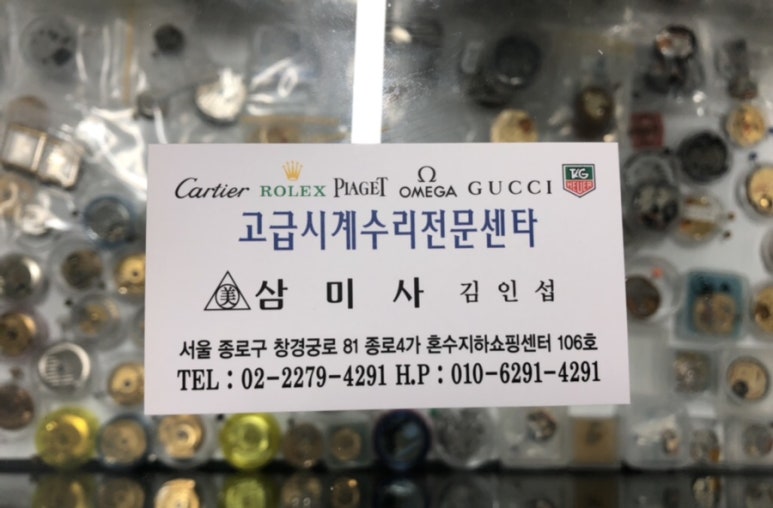 Cartier ROLEX PIAGET Ω OMEGA GUCCI TAG HEUER
고급시계수리전문센타
美 삼 미 사 김 인 섭
서울 종로구 창경궁로 81 종로4가 혼수지하쇼핑센터 106호
TEL : 02-2279-4291 H.P : 010-6291-4291